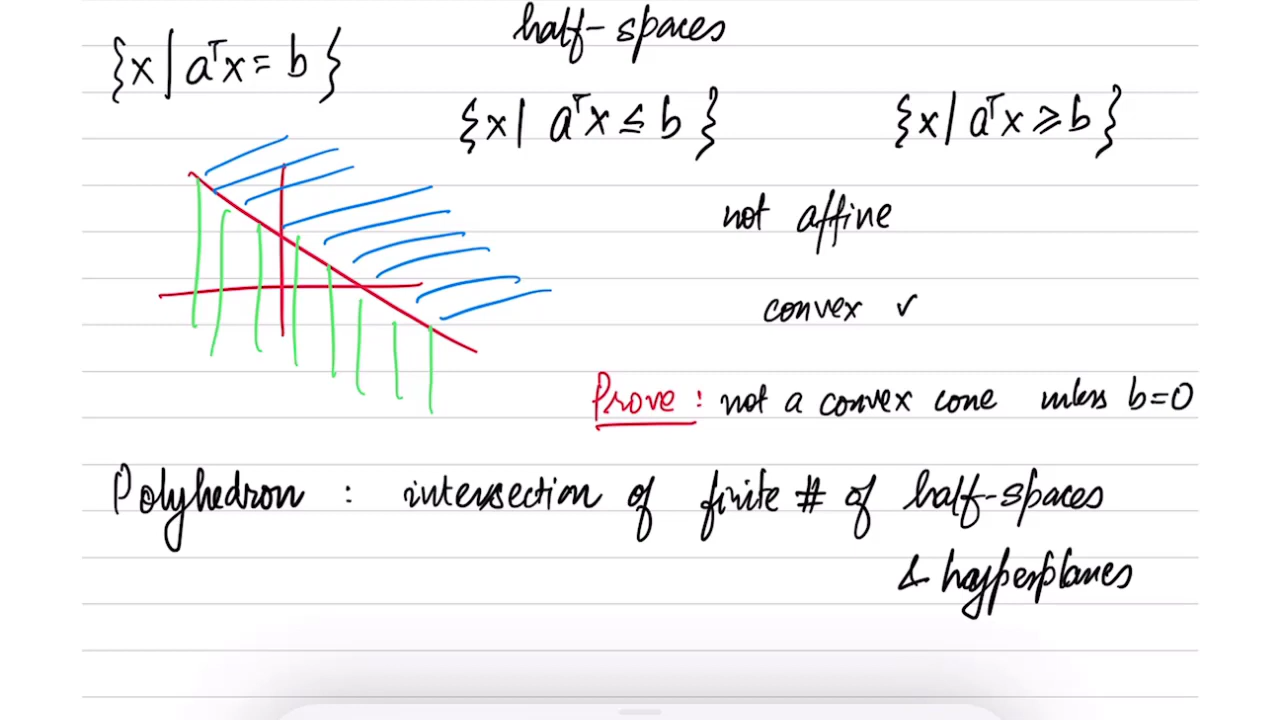 half-spaces
{x | aᵀx = b }
{x | aᵀx ≤ b }
{x | aᵀx ≥ b }
not affine
convex ✓
Prove : not a convex cone unless b=0
Polyhedron : intersection of finite # of half-spaces
& hyperplanes